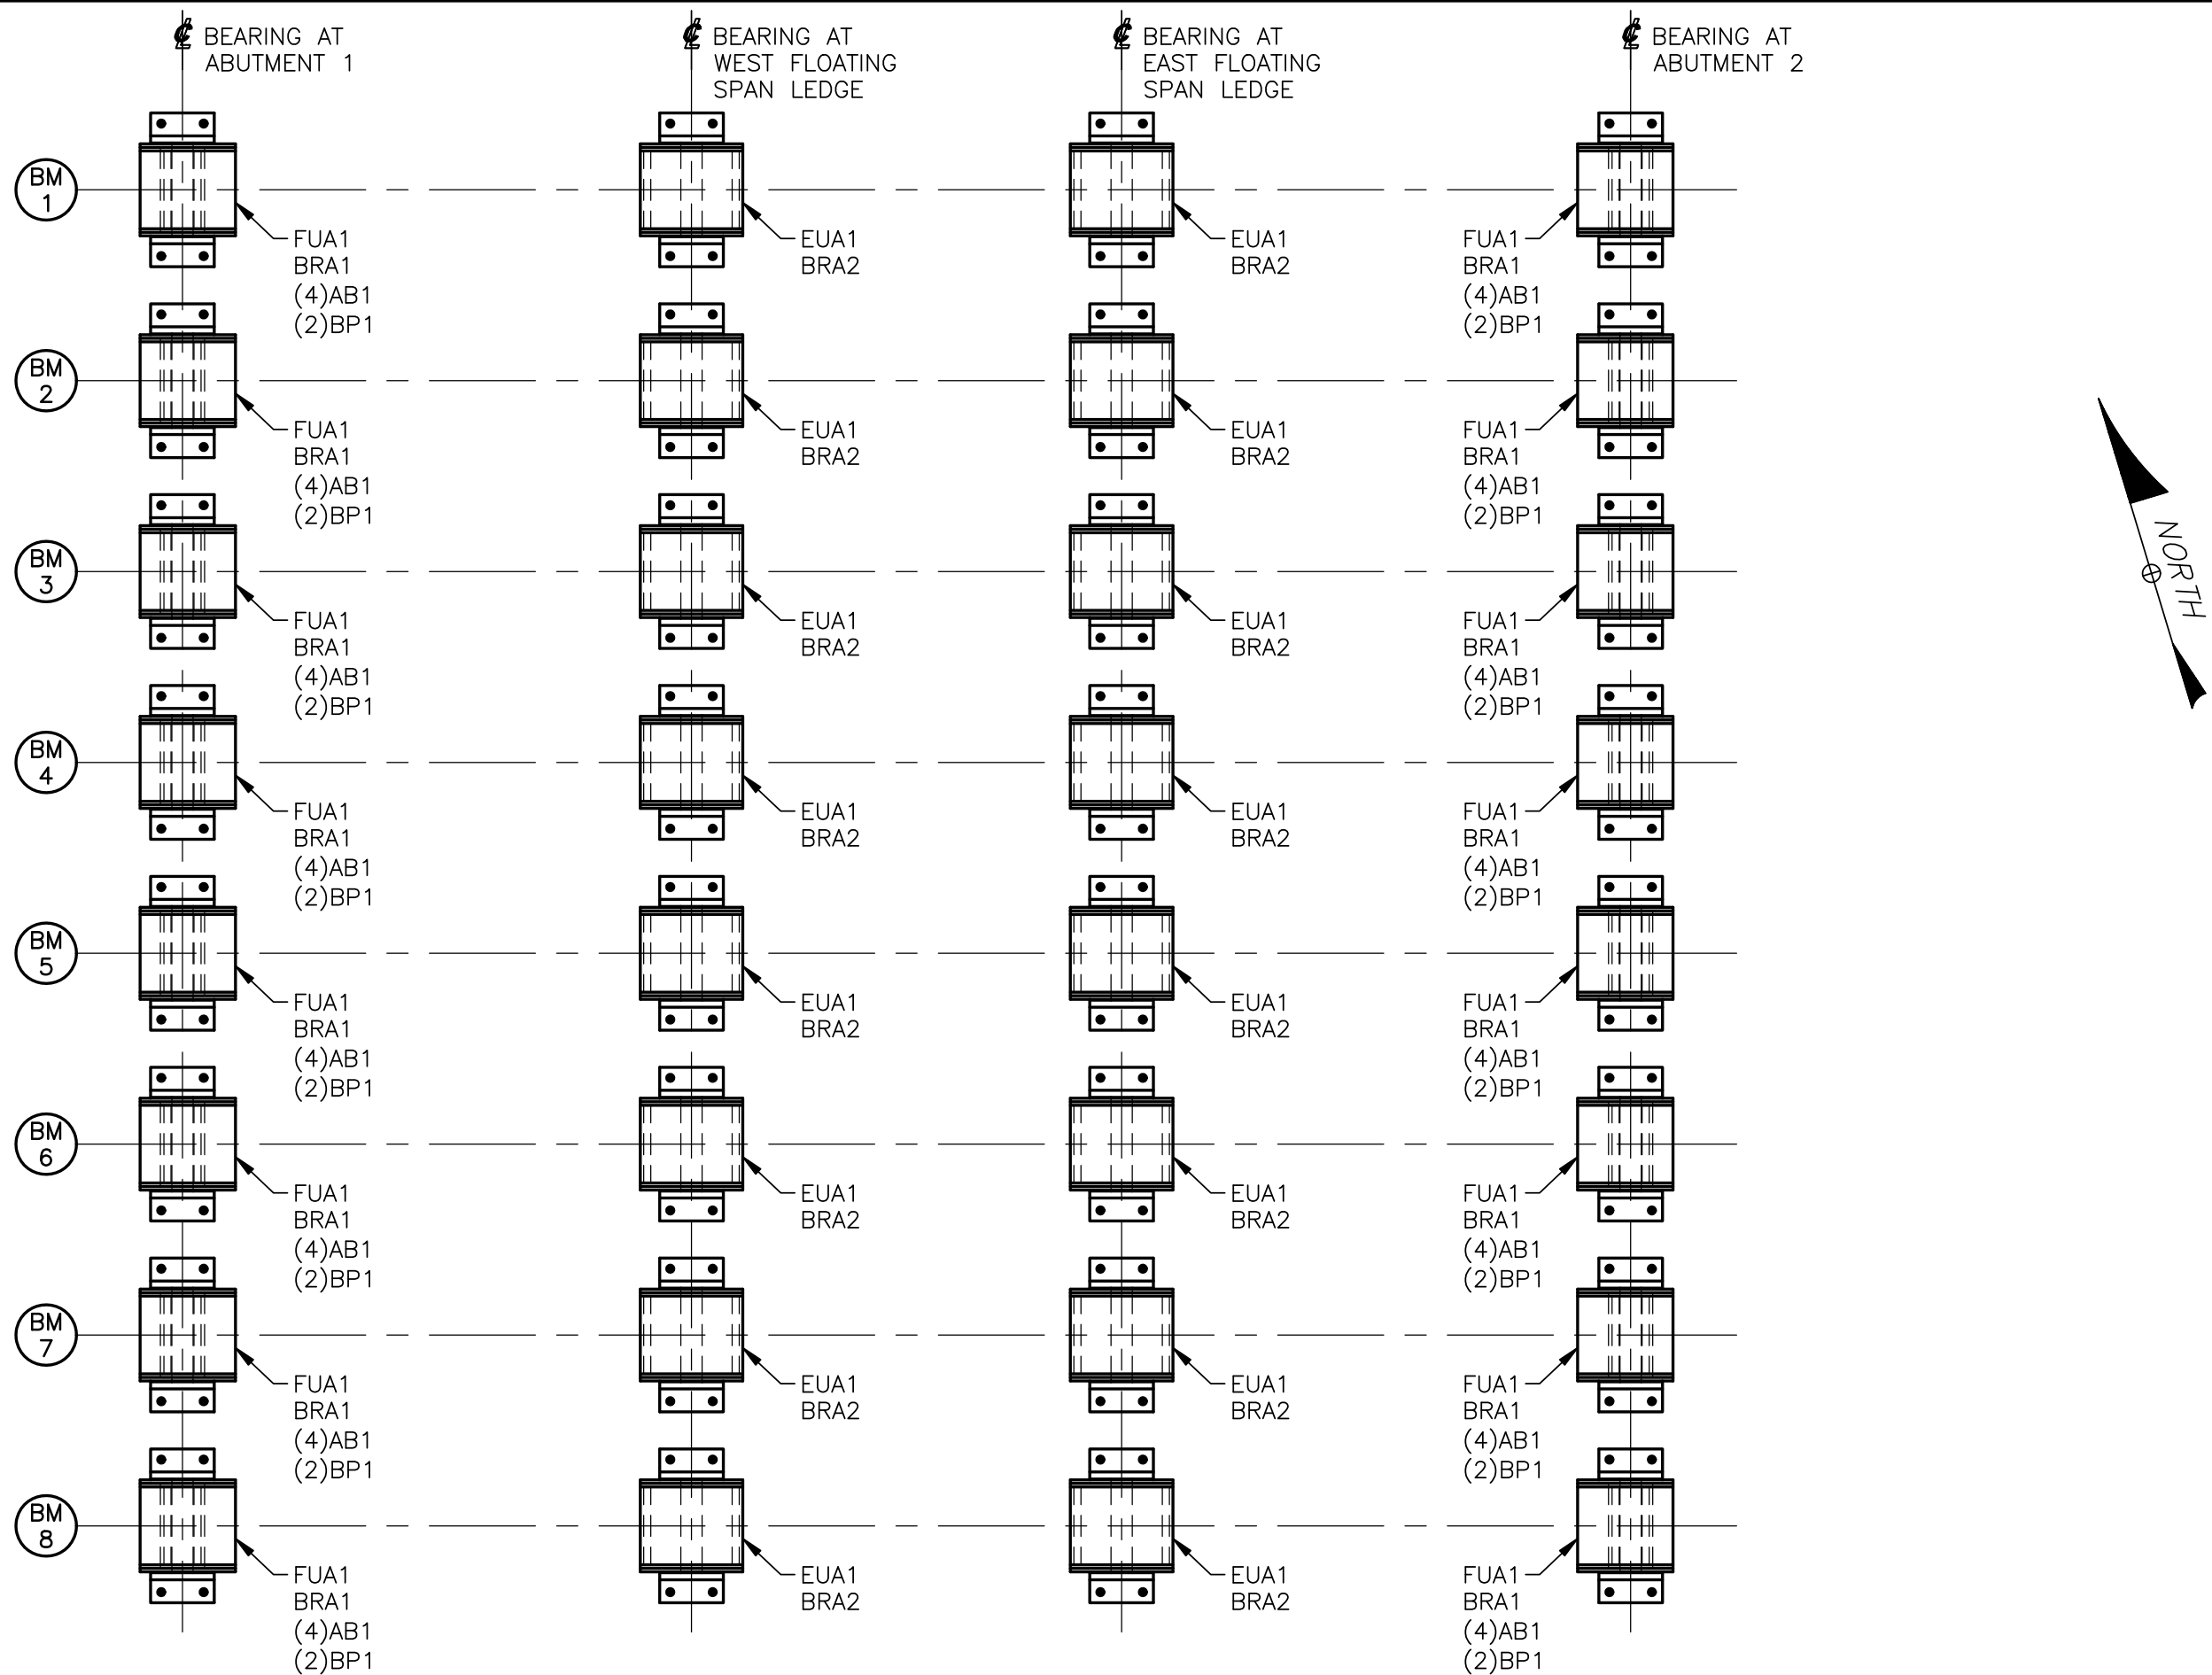 ℄ BEARING AT
ABUTMENT 1
℄ BEARING AT
WEST FLOATING
SPAN LEDGE
℄ BEARING AT
EAST FLOATING
SPAN LEDGE
℄ BEARING AT
ABUTMENT 2
BM
1
FUA1
BRA1
(4)AB1
(2)BP1
EUA1
BRA2
EUA1
BRA2
FUA1
BRA1
(4)AB1
(2)BP1
BM
2
FUA1
BRA1
(4)AB1
(2)BP1
EUA1
BRA2
EUA1
BRA2
FUA1
BRA1
(4)AB1
(2)BP1
BM
3
FUA1
BRA1
(4)AB1
(2)BP1
EUA1
BRA2
EUA1
BRA2
FUA1
BRA1
(4)AB1
(2)BP1
NORTH
BM
4
FUA1
BRA1
(4)AB1
(2)BP1
EUA1
BRA2
EUA1
BRA2
FUA1
BRA1
(4)AB1
(2)BP1
BM
5
FUA1
BRA1
(4)AB1
(2)BP1
EUA1
BRA2
EUA1
BRA2
FUA1
BRA1
(4)AB1
(2)BP1
BM
6
FUA1
BRA1
(4)AB1
(2)BP1
EUA1
BRA2
EUA1
BRA2
FUA1
BRA1
(4)AB1
(2)BP1
BM
7
FUA1
BRA1
(4)AB1
(2)BP1
EUA1
BRA2
EUA1
BRA2
FUA1
BRA1
(4)AB1
(2)BP1
BM
8
FUA1
BRA1
(4)AB1
(2)BP1
EUA1
BRA2
EUA1
BRA2
FUA1
BRA1
(4)AB1
(2)BP1